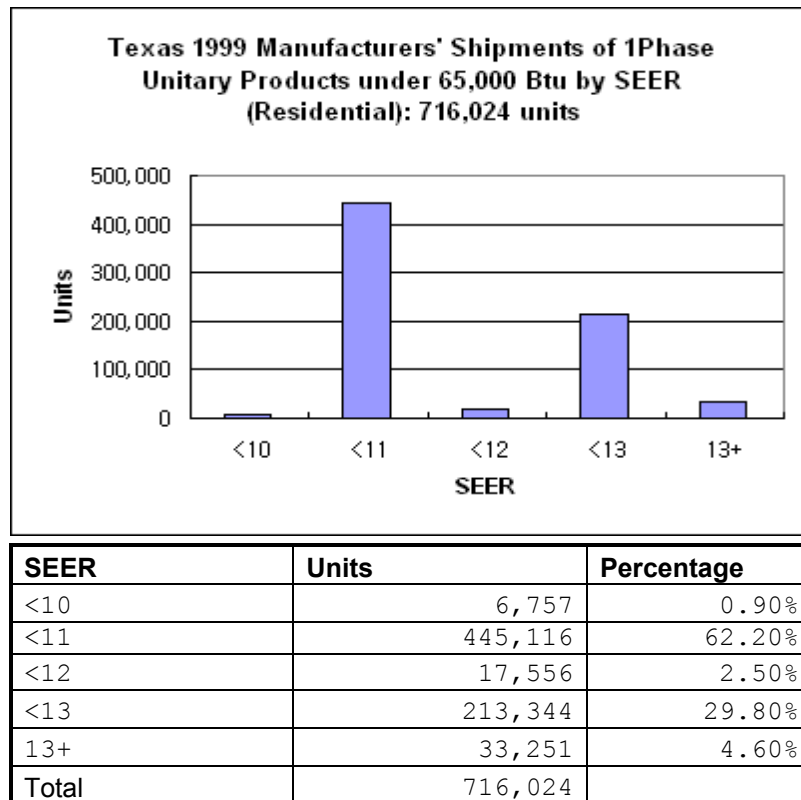 Texas 1999 Manufacturers' Shipments of 1Phase
Unitary Products under 65,000 Btu by SEER
(Residential): 716,024 units
500,000
400,000
300,000
200,000
100,000
0
Units
<10 <11 <12 <13 13+
SEER
SEER Units Percentage
<10 6,757 0.90%
<11 445,116 62.20%
<12 17,556 2.50%
<13 213,344 29.80%
13+ 33,251 4.60%
Total 716,024